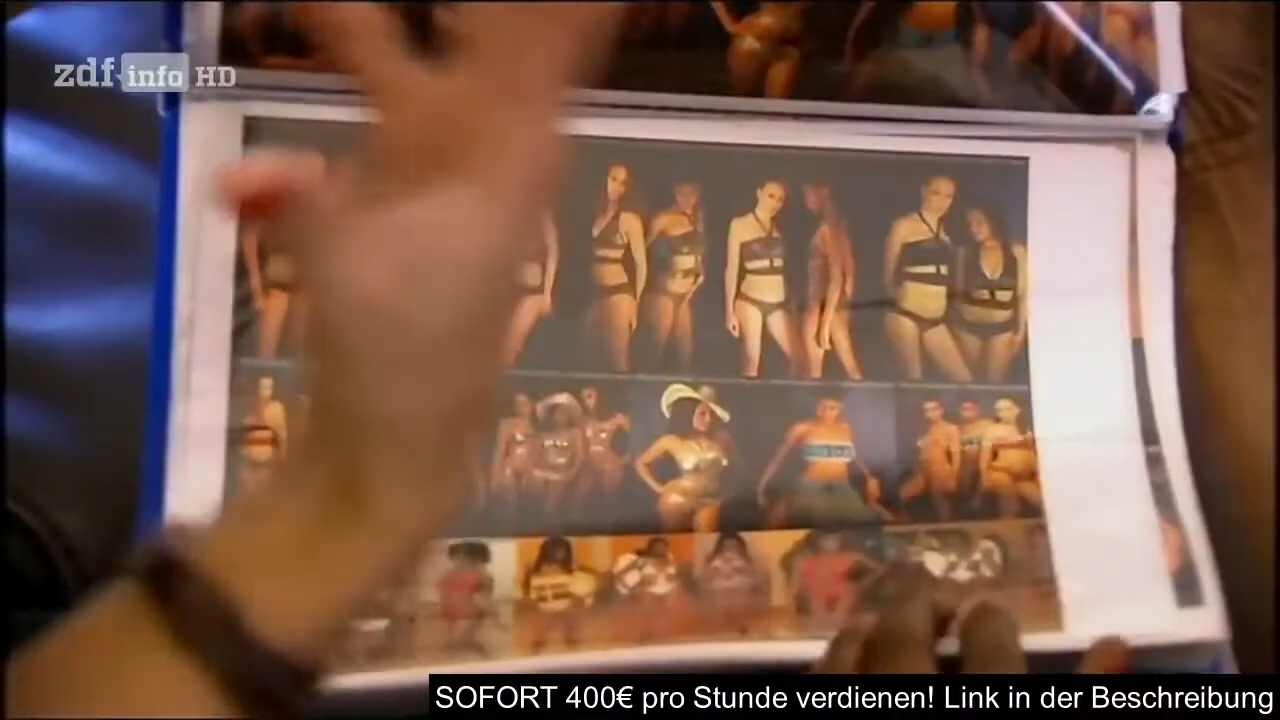 zdf info HD
SOFORT 400€ pro Stunde verdienen! Link in der Beschreibung